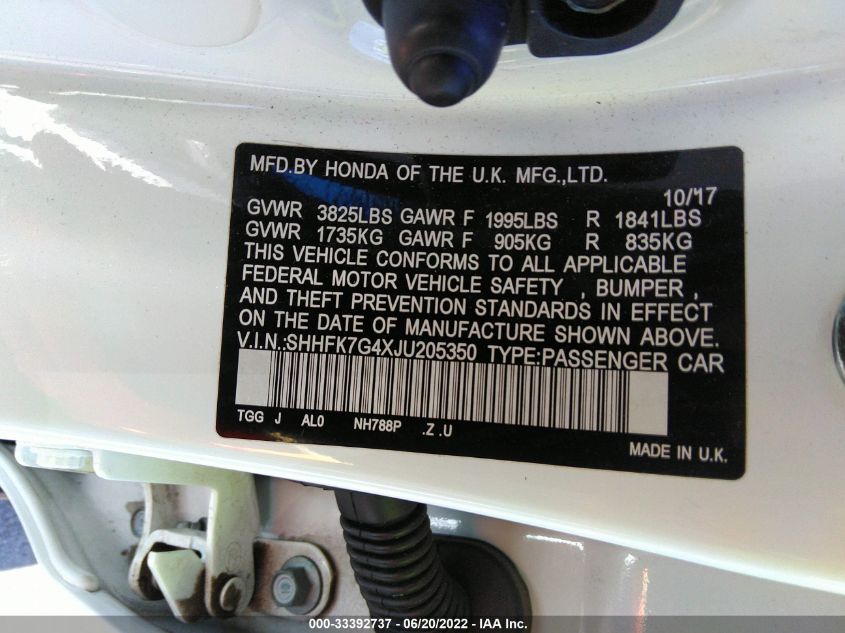 MFD.BY HONDA OF THE U.K. MFG.,LTD.
10/'17
GVWR 3825LBS GAWR F 1995LBS R 1841LBS
GVWR 1735KG GAWR F 905KG R 835KG
THIS VEHICLE CONFORMS TO ALL APPLICABLE
FEDERAL MOTOR VEHICLE SAFETY , BUMPER ,
AND THEFT PREVENTION STANDARDS IN EFFECT
ON THE DATE OF MANUFACTURE SHOWN ABOVE.
V.I.N.:SHHFK7G4XJU205350 TYPE:PASSENGER CAR
TGG J AL0 NH788P .Z .U
MADE IN U.K.
000-33392737 - 06/20/2022 - IAA Inc.